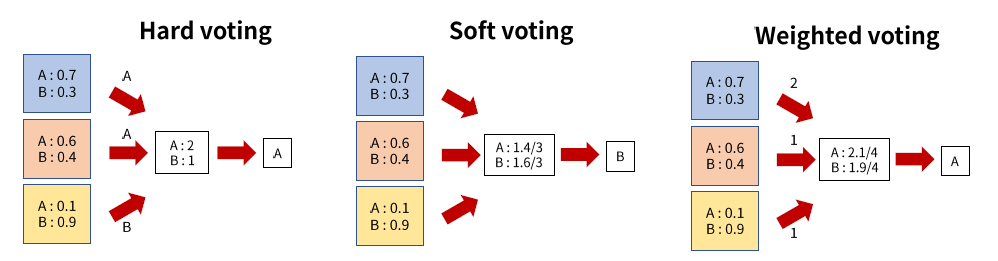 Hard voting
A : 0.7
B : 0.3
A : 0.6
B : 0.4
A : 0.1
B : 0.9
A
A
B
A : 2
B : 1
A
Soft voting
A : 0.7
B : 0.3
A : 0.6
B : 0.4
A : 0.1
B : 0.9
A : 1.4/3
B : 1.6/3
B
Weighted voting
A : 0.7
B : 0.3
A : 0.6
B : 0.4
A : 0.1
B : 0.9
2
1
1
A : 2.1/4
B : 1.9/4
A